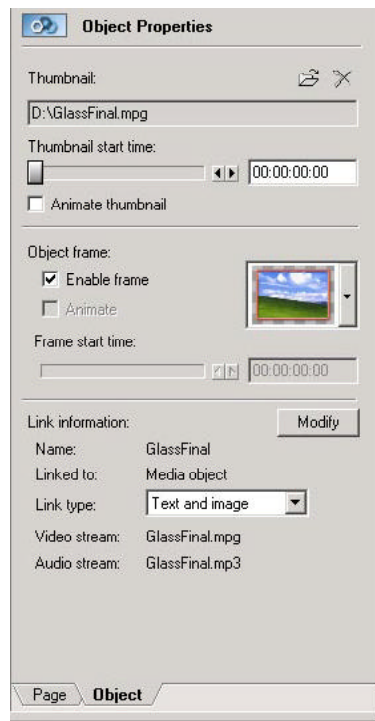 Object Properties
Thumbnail:
D:\GlassFinal.mpg
Thumbnail start time:
00:00:00:00
Animate thumbnail
Object frame:
Enable frame
Animate
Frame start time:
00:00:00:00
Link information: Modify
Name: GlassFinal
Linked to: Media object
Link type: Text and image
Video stream: GlassFinal.mpg
Audio stream: GlassFinal.mp3
Page Object